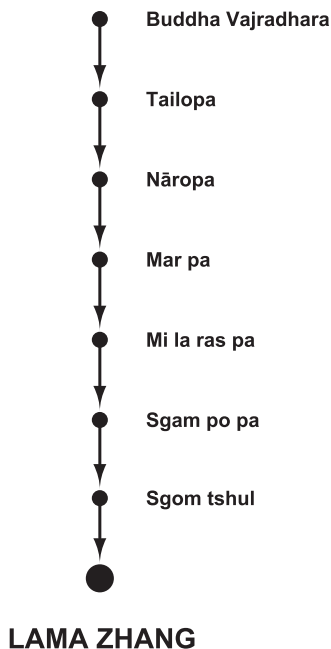 Buddha Vajradhara
Tailopa
Nāropa
Mar pa
Mi la ras pa
Sgam po pa
Sgom tshul
LAMA ZHANG